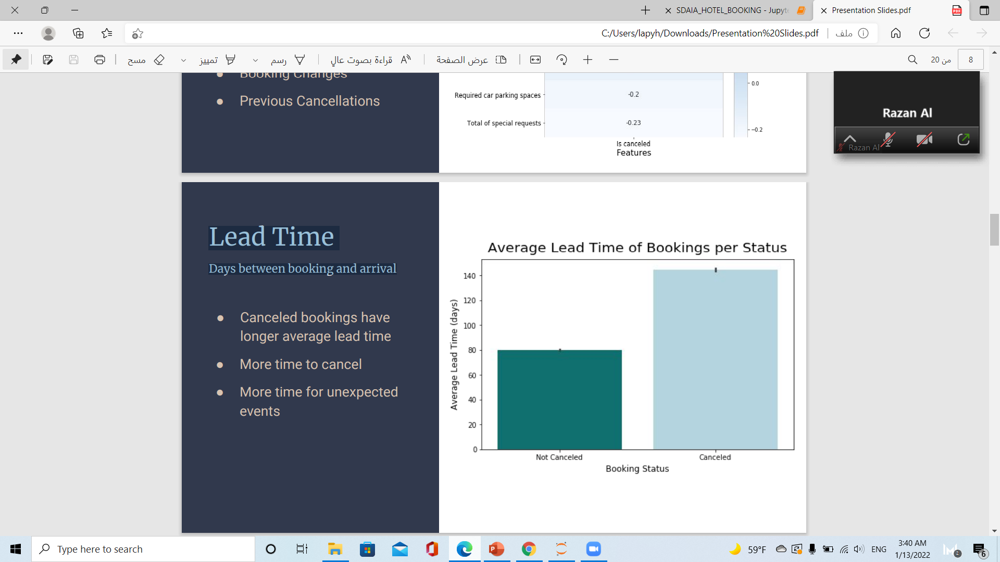 SDAIA_HOTEL_BOOKING - Jupyt
Presentation Slides.pdf
C:/Users/lapyh/Downloads/Presentation%20Slides.pdf
ملف
مسح
تمييز
رسم
قراءة بصوت عالٍ
عرض الصفحة
من 20
8
Booking Changes
Previous Cancellations
Required car parking spaces
-0.2
Total of special requests
-0.23
0.0
−0.2
Is canceled
Features
Razan Al
Razan Al
Lead Time
Days between booking and arrival
● Canceled bookings have
longer average lead time
● More time to cancel
● More time for unexpected
events
Average Lead Time of Bookings per Status
Average Lead Time (days)
140
120
100
80
60
40
20
0
Not Canceled
Canceled
Booking Status
Type here to search
59°F
ENG
3:40 AM
1/13/2022
2
6